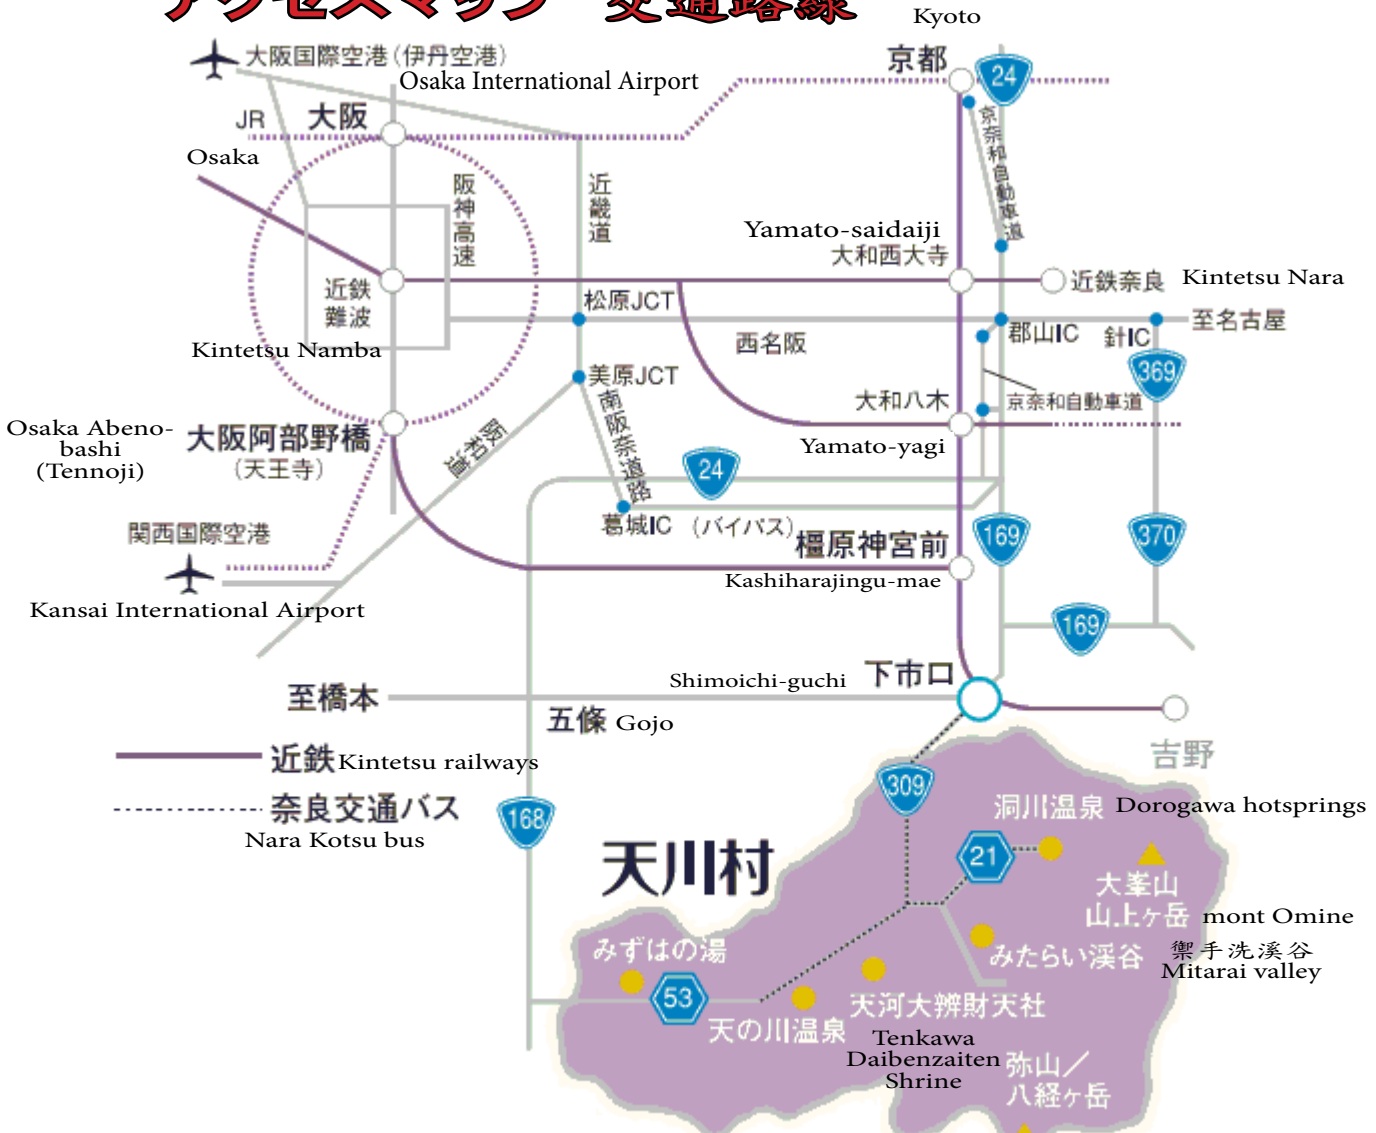 アクセスマップ 交通路線
Kyoto
大阪国際空港(伊丹空港)
Osaka International Airport
京都
24
JR
大阪
Osaka
京奈和自動車道
阪神高速
近畿道
Yamato-saidaiji
大和西大寺
近鉄奈良
Kintetsu Nara
近鉄
難波
Kintetsu Namba
松原JCT
西名阪
郡山IC
針IC
至名古屋
369
美原JCT
南阪奈道路
大和八木
京奈和自動車道
Yamato-yagi
Osaka Abeno-
bashi
(Tennoji)
大阪阿部野橋
(天王寺)
阪和道
24
葛城IC (バイパス)
169
370
関西国際空港
Kansai International Airport
橿原神宮前
Kashiharajingu-mae
169
至橋本
Shimoichi-guchi
下市口
五條 Gojo
吉野
近鉄 Kintetsu railways
奈良交通バス
Nara Kotsu bus
168
309
天川村
洞川温泉 Dorogawa hotsprings
21
大峯山
山上ヶ岳 mont Omine
みずはの湯
みたらい渓谷
禦手洗溪谷
Mitarai valley
53
天の川温泉
天河大辨財天社
Tenkawa
Daibenzaiten
Shrine
弥山／
八経ヶ岳